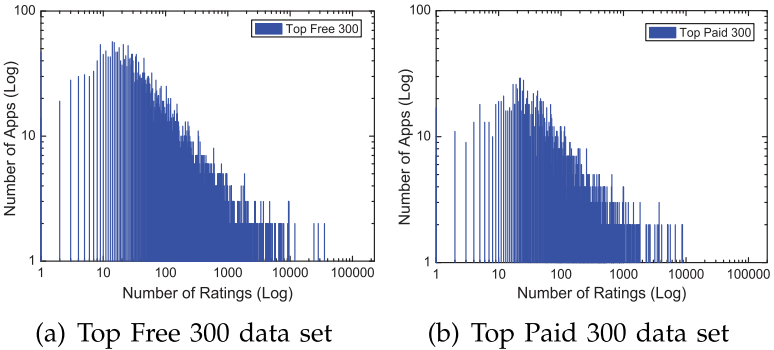 100
10
1
Number of Apps (Log)
Top Free 300
1 10 100 1000 10000 100000
Number of Ratings (Log)
(a) Top Free 300 data set
100
10
1
Number of Apps (Log)
Top Paid 300
1 10 100 1000 10000 100000
Number of Ratings (Log)
(b) Top Paid 300 data set